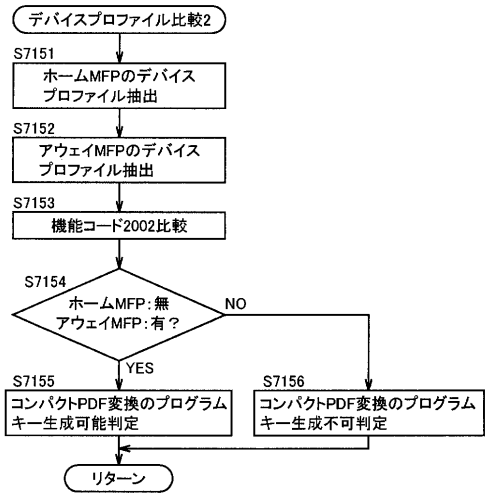 デバイスプロファイル比較2
S7151
ホームMFPのデバイス
プロファイル抽出
S7152
アウェイMFPのデバイス
プロファイル抽出
S7153
機能コード2002比較
S7154
ホームMFP:無
アウェイMFP:有?
NO
YES
S7155
コンパクトPDF変換のプログラム
キー生成可能判定
S7156
コンパクトPDF変換のプログラム
キー生成不可判定
リターン